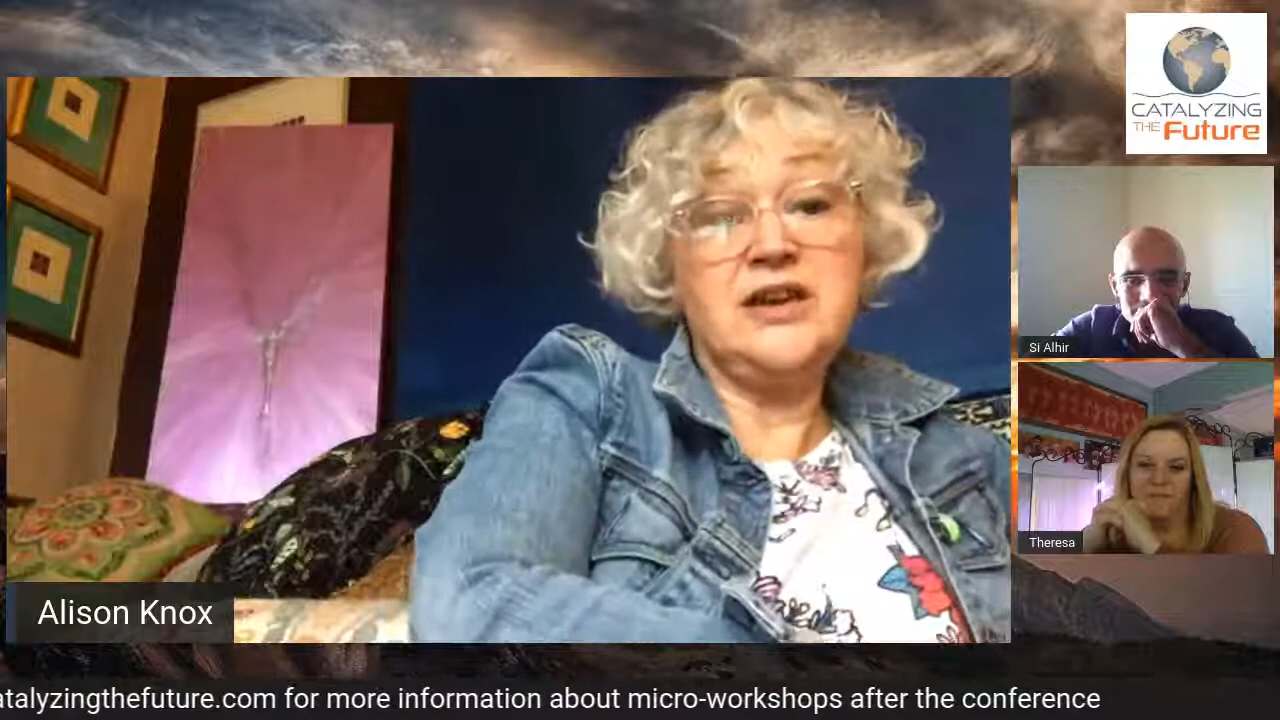 CATALYZING
THE Future
Si Alhir
Theresa
Alison Knox
atalyzingthefuture.com for more information about micro-workshops after the conference